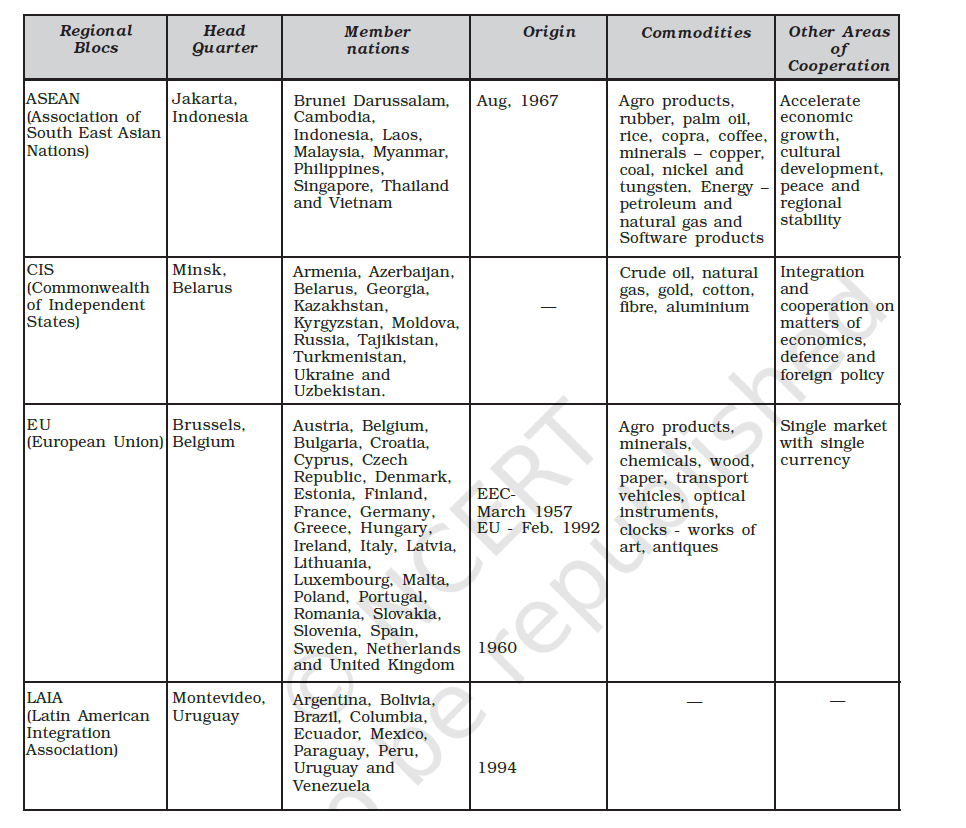 Regional
Blocs
Head
Quarter
Member
nations
Origin
Commodities
Other Areas
of
Cooperation
ASEAN
(Association of
South East Asian
Nations)
Jakarta,
Indonesia
Brunei Darussalam,
Cambodia,
Indonesia, Laos,
Malaysia, Myanmar,
Philippines,
Singapore, Thailand
and Vietnam
Aug, 1967
Agro products,
rubber, palm oil,
rice, copra, coffee,
minerals – copper,
coal, nickel and
tungsten. Energy –
petroleum and
natural gas and
Software products
Accelerate
economic
growth,
cultural
development,
peace and
regional
stability
CIS
(Commonwealth
of Independent
States)
Minsk,
Belarus
Armenia, Azerbaijan,
Belarus, Georgia,
Kazakhstan,
Kyrgyzstan, Moldova,
Russia, Tajikistan,
Turkmenistan,
Ukraine and
Uzbekistan.
—
Crude oil, natural
gas, gold, cotton,
fibre, aluminium
Integration
and
cooperation on
matters of
economics,
defence and
foreign policy
EU
(European Union)
Brussels,
Belgium
Austria, Belgium,
Bulgaria, Croatia,
Cyprus, Czech
Republic, Denmark,
Estonia, Finland,
France, Germany,
Greece, Hungary,
Ireland, Italy, Latvia,
Lithuania,
Luxembourg, Malta,
Poland, Portugal,
Romania, Slovakia,
Slovenia, Spain,
Sweden, Netherlands
and United Kingdom
EEC-
March 1957
EU - Feb. 1992
1960
Agro products,
minerals,
chemicals, wood,
paper, transport
vehicles, optical
instruments,
clocks - works of
art, antiques
Single market
with single
currency
LAIA
(Latin American
Integration
Association)
Montevideo,
Uruguay
Argentina, Bolivia,
Brazil, Columbia,
Ecuador, Mexico,
Paraguay, Peru,
Uruguay and
Venezuela
1994
—
—
© NCERT
o be republished